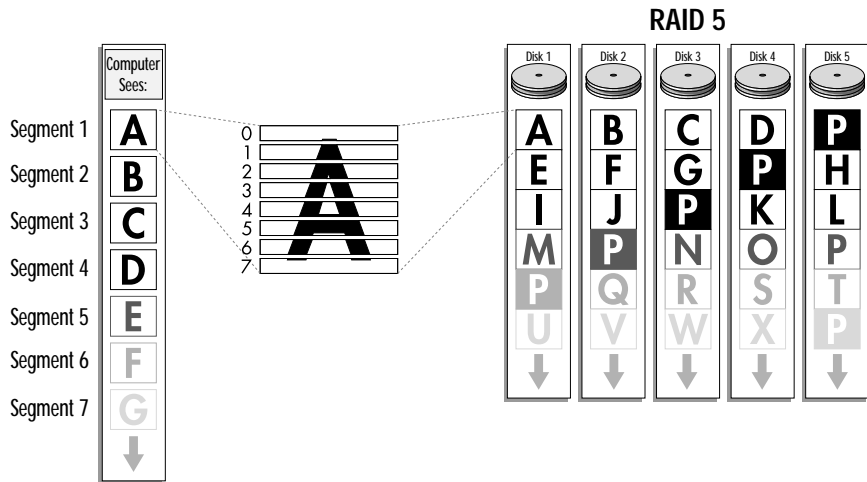 RAID 5
Computer
Sees:
Disk 1 Disk 2 Disk 3 Disk 4 Disk 5
Segment 1 A
Segment 2 B
Segment 3 C
Segment 4 D
Segment 5 E
Segment 6 F
Segment 7 G
0
1
2
3
4
5
6
7
A
A B C D P
E F G P H
I J P K L
M P N O P
P Q R S T
U V W X P